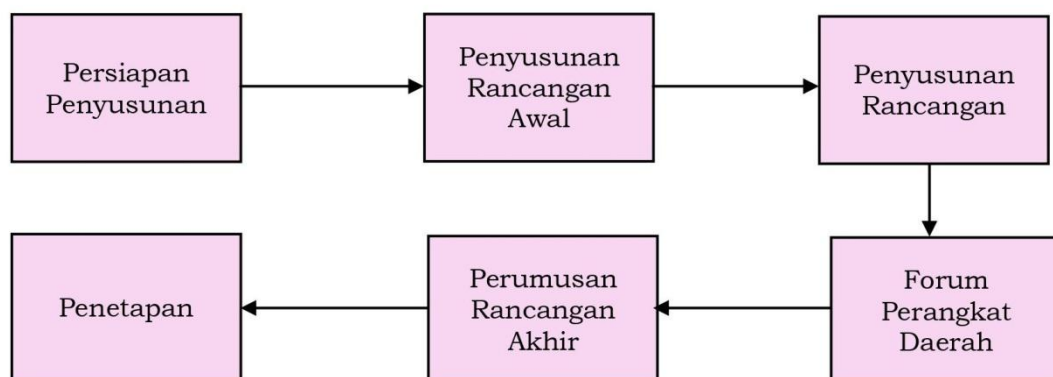 Persiapan
Penyusunan
Penyusunan
Rancangan
Awal
Penyusunan
Rancangan
Forum
Perangkat
Daerah
Perumusan
Rancangan
Akhir
Penetapan